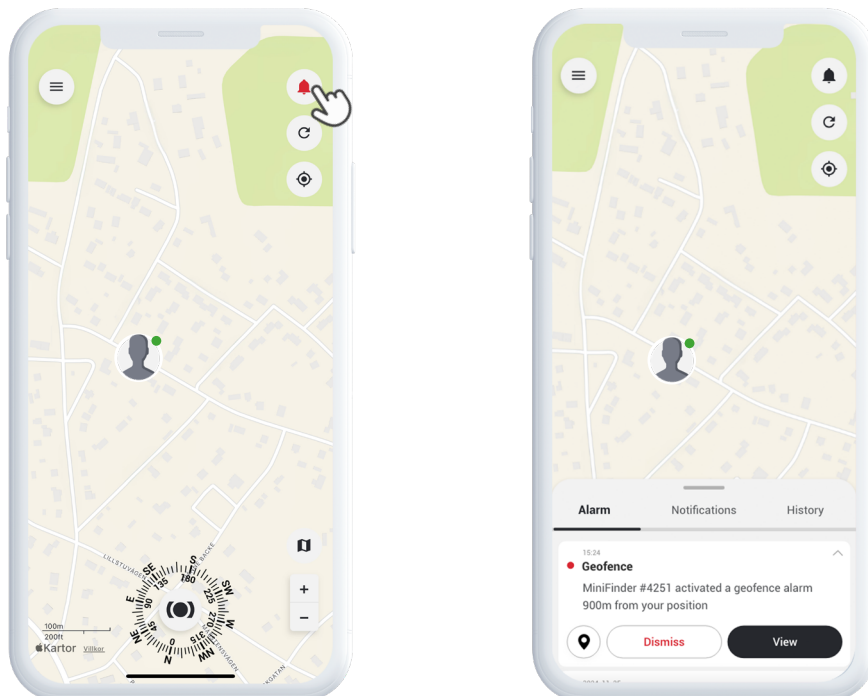 LILLSTUVÄGEN
BACKE
SE
S
SW
135
180
225
E
90
270
W
NE
45
0
315
NW
N
100m
200ft
Kartor
Villkor
+
−
Alarm
Notifications
History
15:24
Geofence
MiniFinder #4251 activated a geofence alarm
900m from your position
Dismiss
View